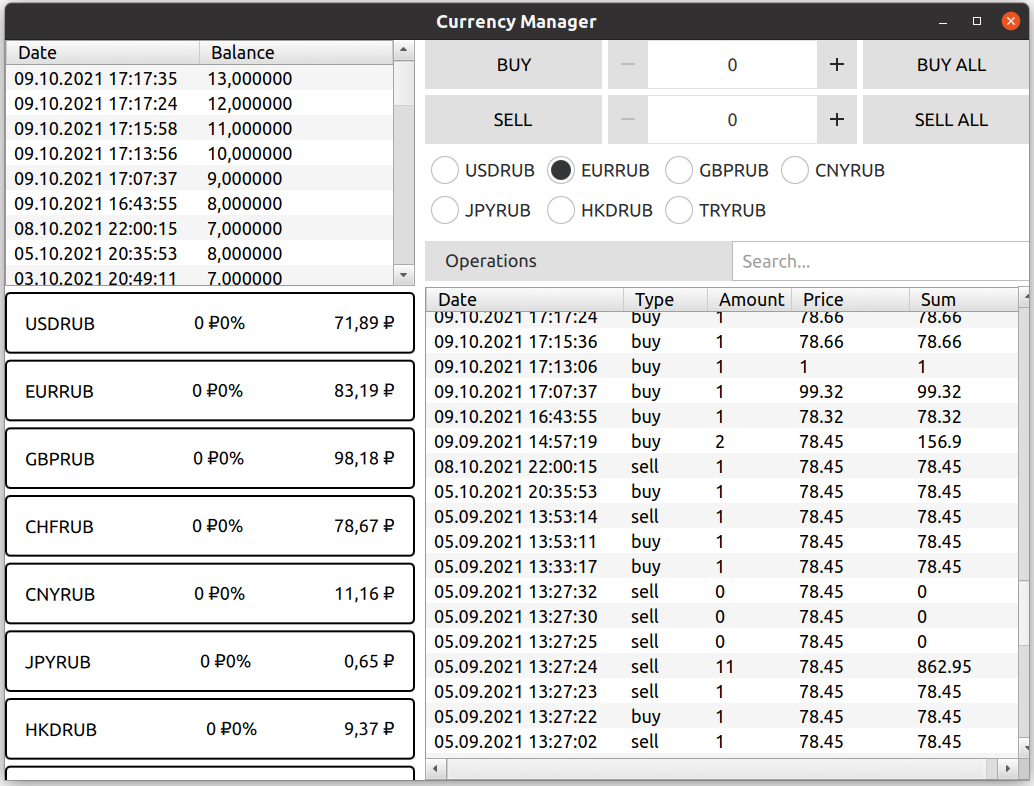 Currency Manager
Date Balance
09.10.2021 17:17:35 13,000000
09.10.2021 17:17:24 12,000000
09.10.2021 17:15:58 11,000000
09.10.2021 17:13:56 10,000000
09.10.2021 17:07:37 9,000000
09.10.2021 16:43:55 8,000000
08.10.2021 22:00:15 7,000000
05.10.2021 20:35:53 8,000000
03.10.2021 20:49:11 7.000000
USDRUB 0 ₽0% 71,89 ₽
EURRUB 0 ₽0% 83,19 ₽
GBPRUB 0 ₽0% 98,18 ₽
CHFRUB 0 ₽0% 78,67 ₽
CNYRUB 0 ₽0% 11,16 ₽
JPYRUB 0 ₽0% 0,65 ₽
HKDRUB 0 ₽0% 9,37 ₽
BUY − 0 + BUY ALL
SELL − 0 + SELL ALL
USDRUB EURRUB GBPRUB CNYRUB
JPYRUB HKDRUB TRYRUB
Operations Search...
Date Type Amount Price Sum
09.10.2021 17:17:24 buy 1 78.66 78.66
09.10.2021 17:15:36 buy 1 78.66 78.66
09.10.2021 17:13:06 buy 1 1 1
09.10.2021 17:07:37 buy 1 99.32 99.32
09.10.2021 16:43:55 buy 1 78.32 78.32
09.09.2021 14:57:19 buy 2 78.45 156.9
08.10.2021 22:00:15 sell 1 78.45 78.45
05.10.2021 20:35:53 buy 1 78.45 78.45
05.09.2021 13:53:14 sell 1 78.45 78.45
05.09.2021 13:53:11 buy 1 78.45 78.45
05.09.2021 13:33:17 buy 1 78.45 78.45
05.09.2021 13:27:32 sell 0 78.45 0
05.09.2021 13:27:30 sell 0 78.45 0
05.09.2021 13:27:25 sell 0 78.45 0
05.09.2021 13:27:24 sell 11 78.45 862.95
05.09.2021 13:27:23 sell 1 78.45 78.45
05.09.2021 13:27:22 buy 1 78.45 78.45
05.09.2021 13:27:02 sell 1 78.45 78.45